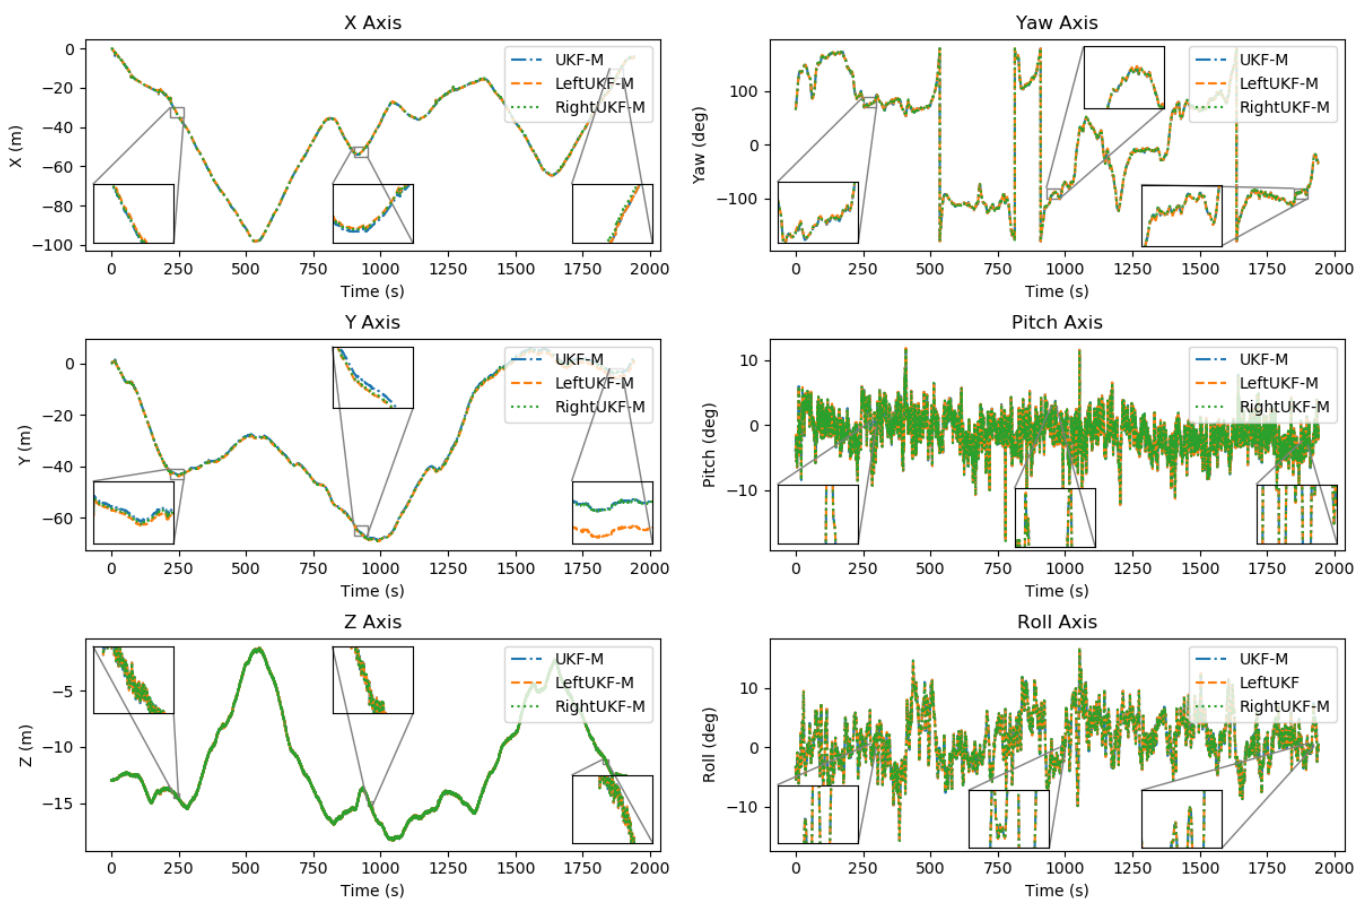 X Axis
0
−20
−40
−60
−80
−100
X (m)
UKF-M
LeftUKF-M
RightUKF-M
0 250 500 750 1000 1250 1500 1750 2000
Time (s)
Yaw Axis
100
0
−100
Yaw (deg)
UKF-M
LeftUKF-M
RightUKF-M
0 250 500 750 1000 1250 1500 1750 2000
Time (s)
Y Axis
0
−20
−40
−60
Y (m)
UKF-M
LeftUKF-M
RightUKF-M
0 250 500 750 1000 1250 1500 1750 2000
Time (s)
Pitch Axis
10
0
−10
Pitch (deg)
UKF-M
LeftUKF-M
RightUKF-M
0 250 500 750 1000 1250 1500 1750 2000
Time (s)
Z Axis
−5
−10
−15
Z (m)
UKF-M
LeftUKF-M
RightUKF-M
0 250 500 750 1000 1250 1500 1750 2000
Time (s)
Roll Axis
10
0
−10
Roll (deg)
UKF-M
LeftUKF
RightUKF-M
0 250 500 750 1000 1250 1500 1750 2000
Time (s)